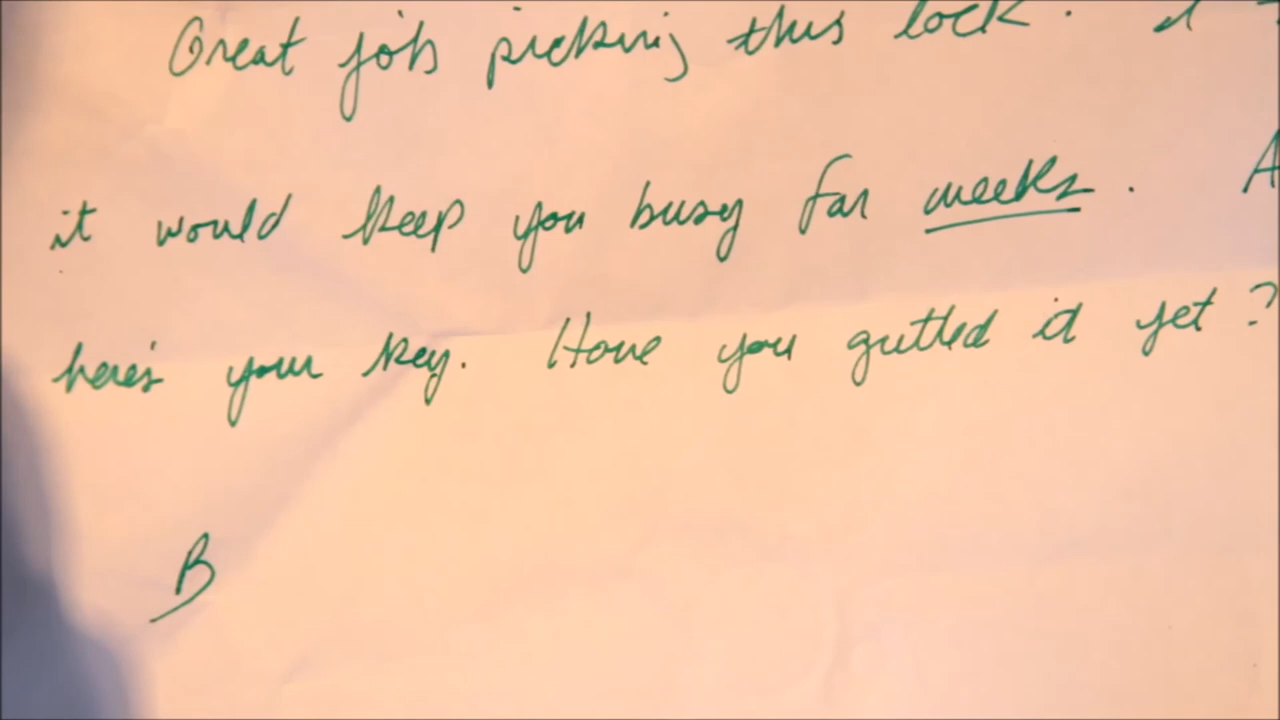 Great job picking this lock. I
it would keep you busy for weeks. A
here's your key. Have you gutted it yet?
B